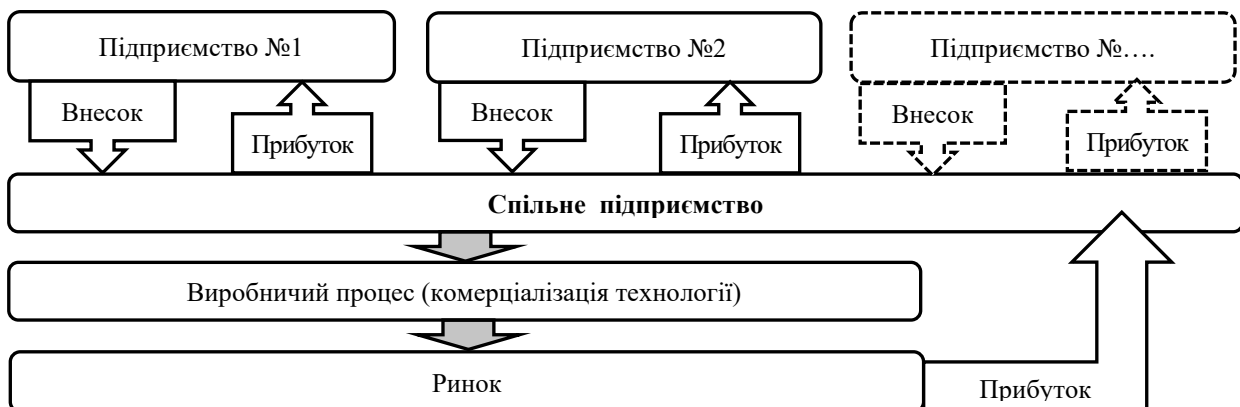 Підприємство №1
Підприємство №2
Підприємство №….
Внесок
Прибуток
Внесок
Прибуток
Внесок
Прибуток
Спільне підприємство
Виробничий процес (комерціалізація технології)
Ринок
Прибуток